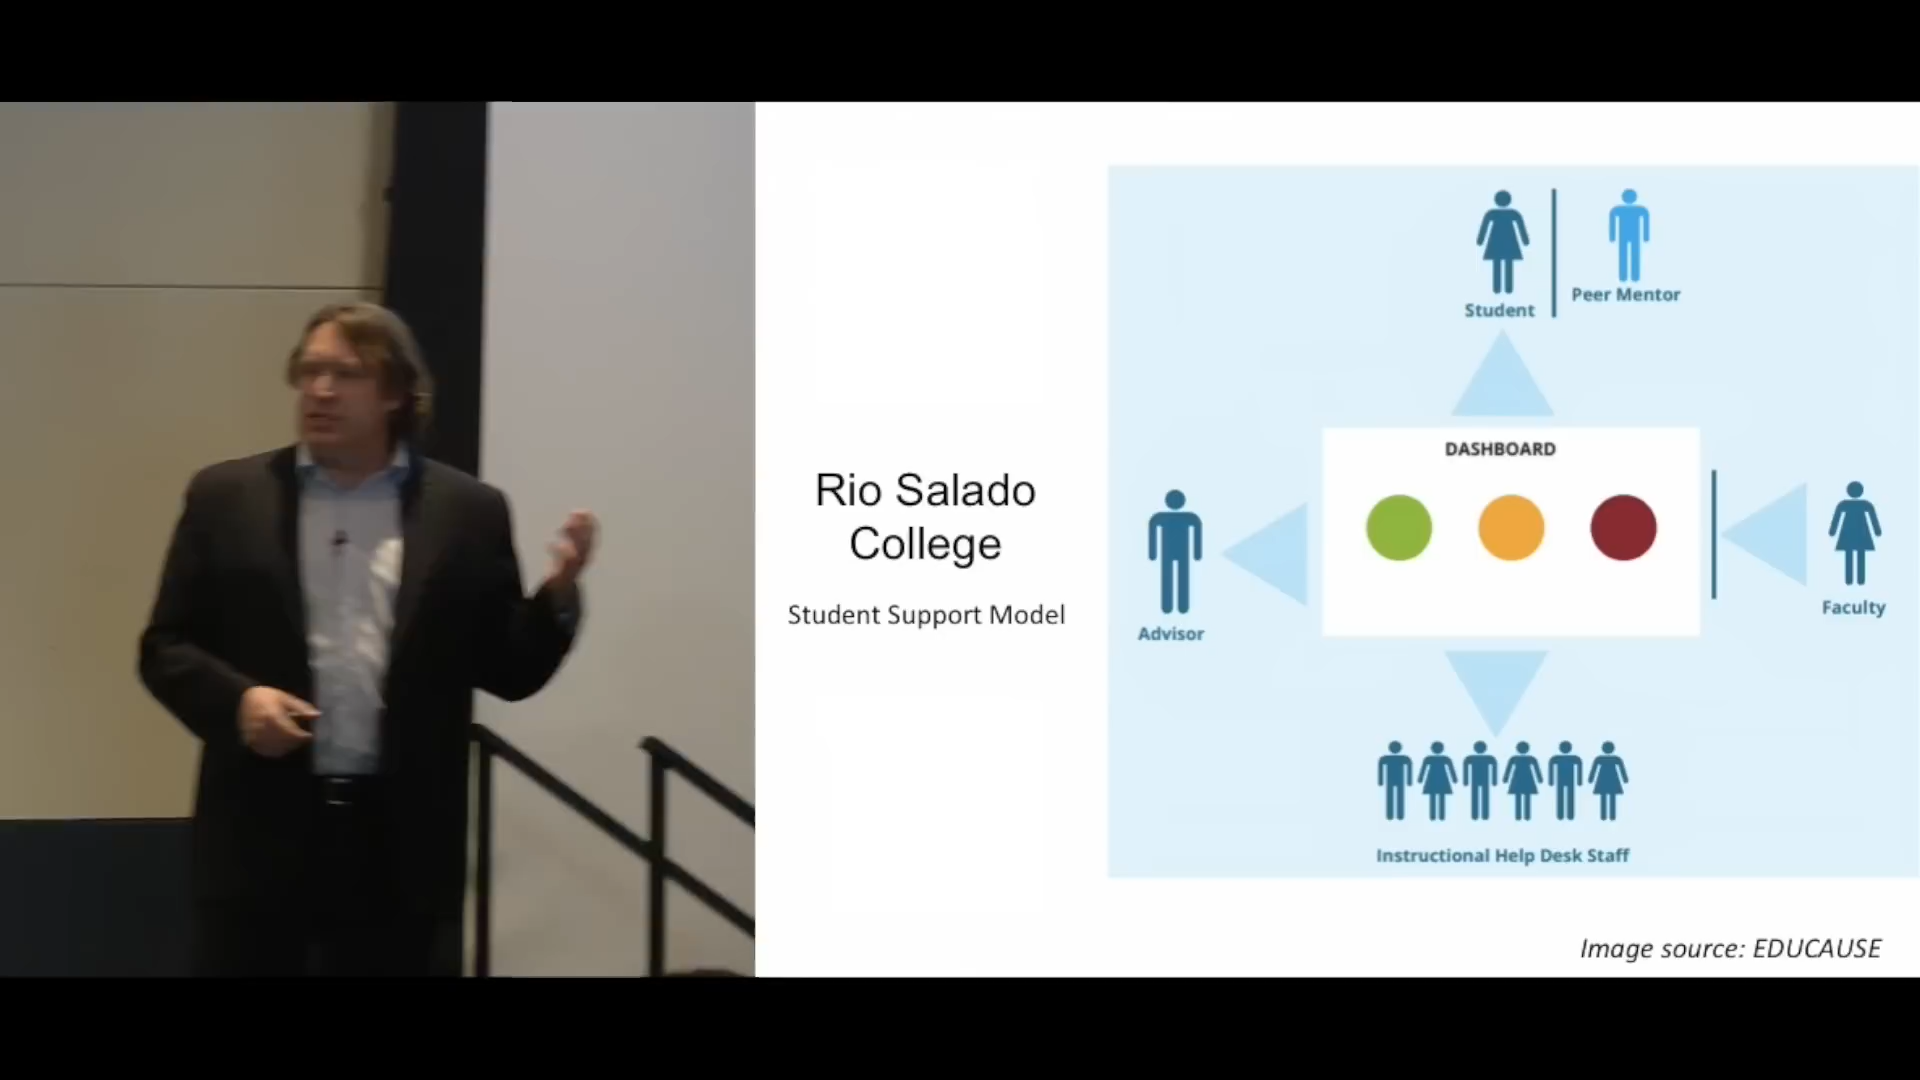 Rio Salado
College
Student Support Model
Student
Peer Mentor
DASHBOARD
Advisor
Faculty
Instructional Help Desk Staff
Image source: EDUCAUSE